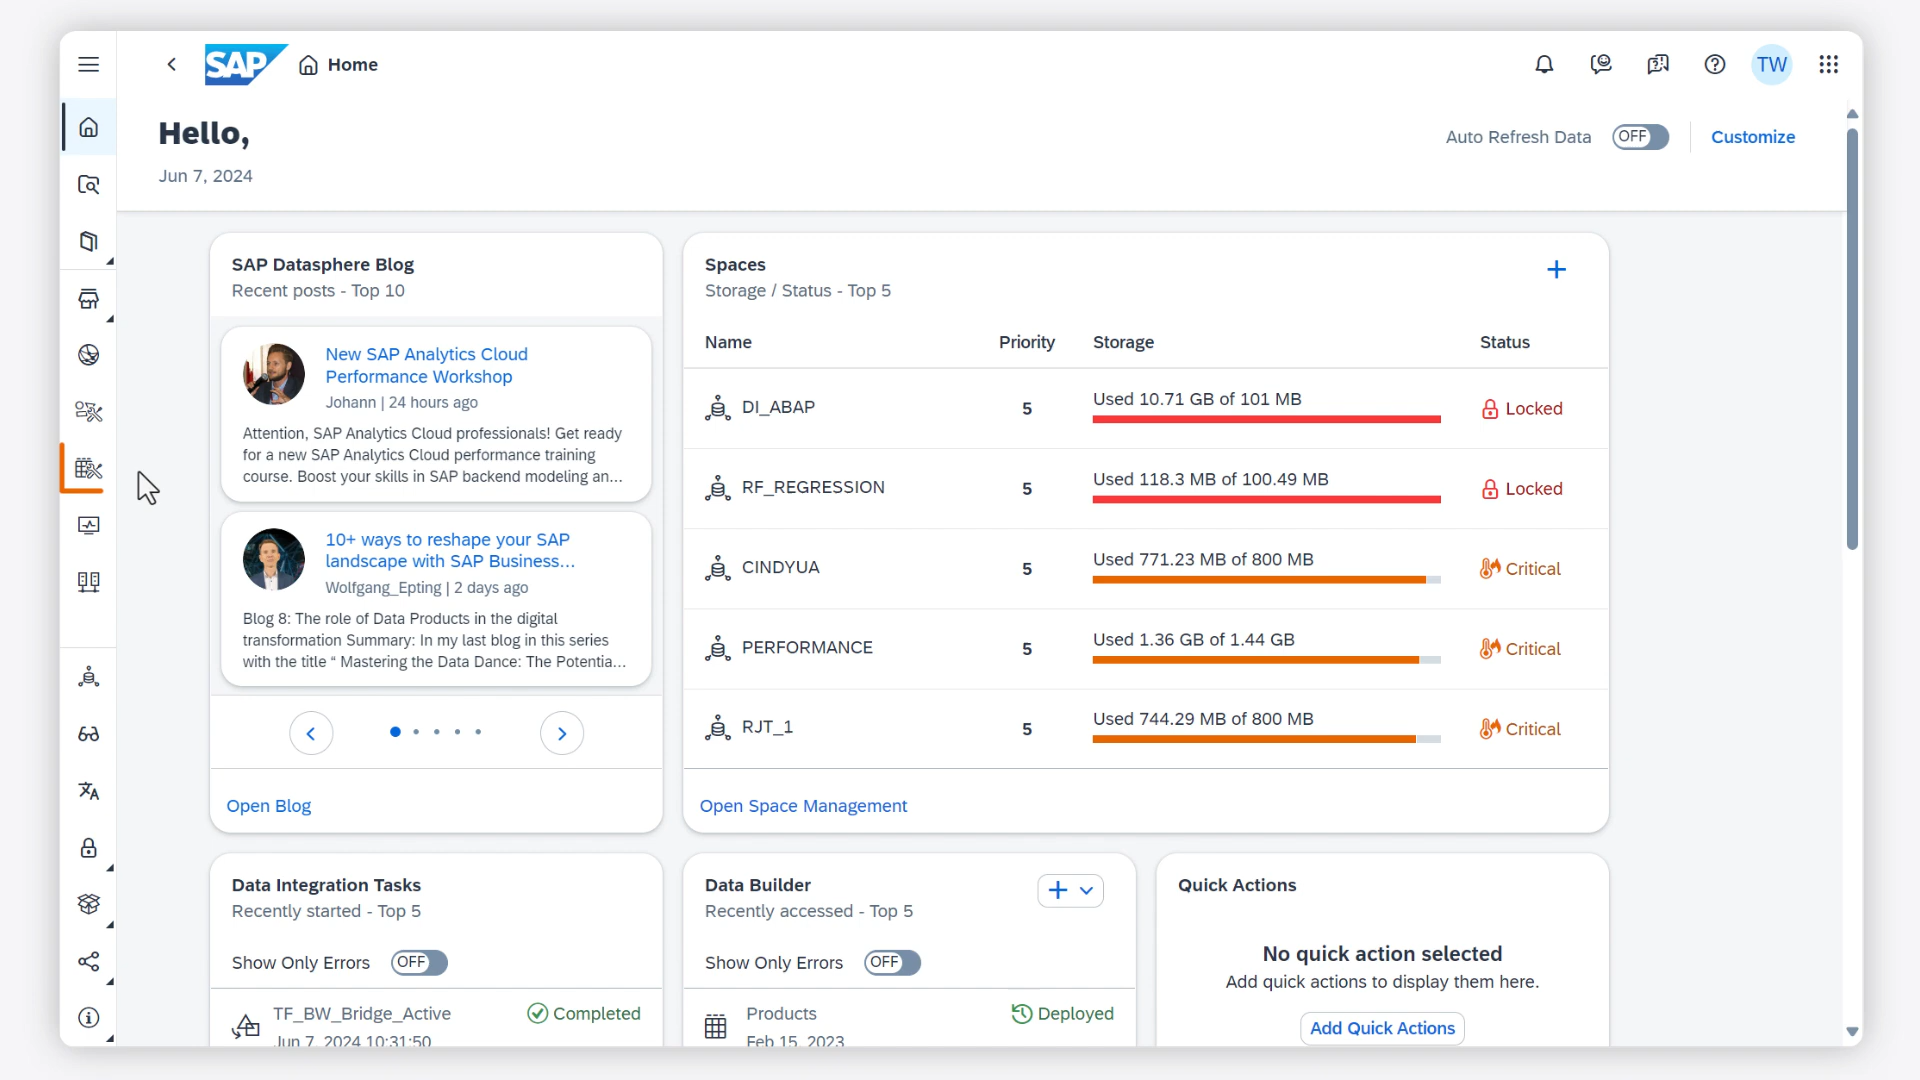 SAP
Home
TW
Hello,
Jun 7, 2024
Auto Refresh Data
OFF
Customize
SAP Datasphere Blog
Recent posts - Top 10
New SAP Analytics Cloud
Performance Workshop
Johann | 24 hours ago
Attention, SAP Analytics Cloud professionals! Get ready
for a new SAP Analytics Cloud performance training
course. Boost your skills in SAP backend modeling an...
10+ ways to reshape your SAP
landscape with SAP Business...
Wolfgang_Epting | 2 days ago
Blog 8: The role of Data Products in the digital
transformation Summary: In my last blog in this series
with the title “ Mastering the Data Dance: The Potentia...
Open Blog
Spaces
Storage / Status - Top 5
Name Priority Storage Status
DI_ABAP 5 Used 10.71 GB of 101 MB Locked
RF_REGRESSION 5 Used 118.3 MB of 100.49 MB Locked
CINDYUA 5 Used 771.23 MB of 800 MB Critical
PERFORMANCE 5 Used 1.36 GB of 1.44 GB Critical
RJT_1 5 Used 744.29 MB of 800 MB Critical
Open Space Management
Data Integration Tasks
Recently started - Top 5
Show Only Errors OFF
TF_BW_Bridge_Active Completed
Jun 7, 2024 10:31:50
Data Builder
Recently accessed - Top 5
Show Only Errors OFF
Products Deployed
Feb 15, 2023
Quick Actions
No quick action selected
Add quick actions to display them here.
Add Quick Actions